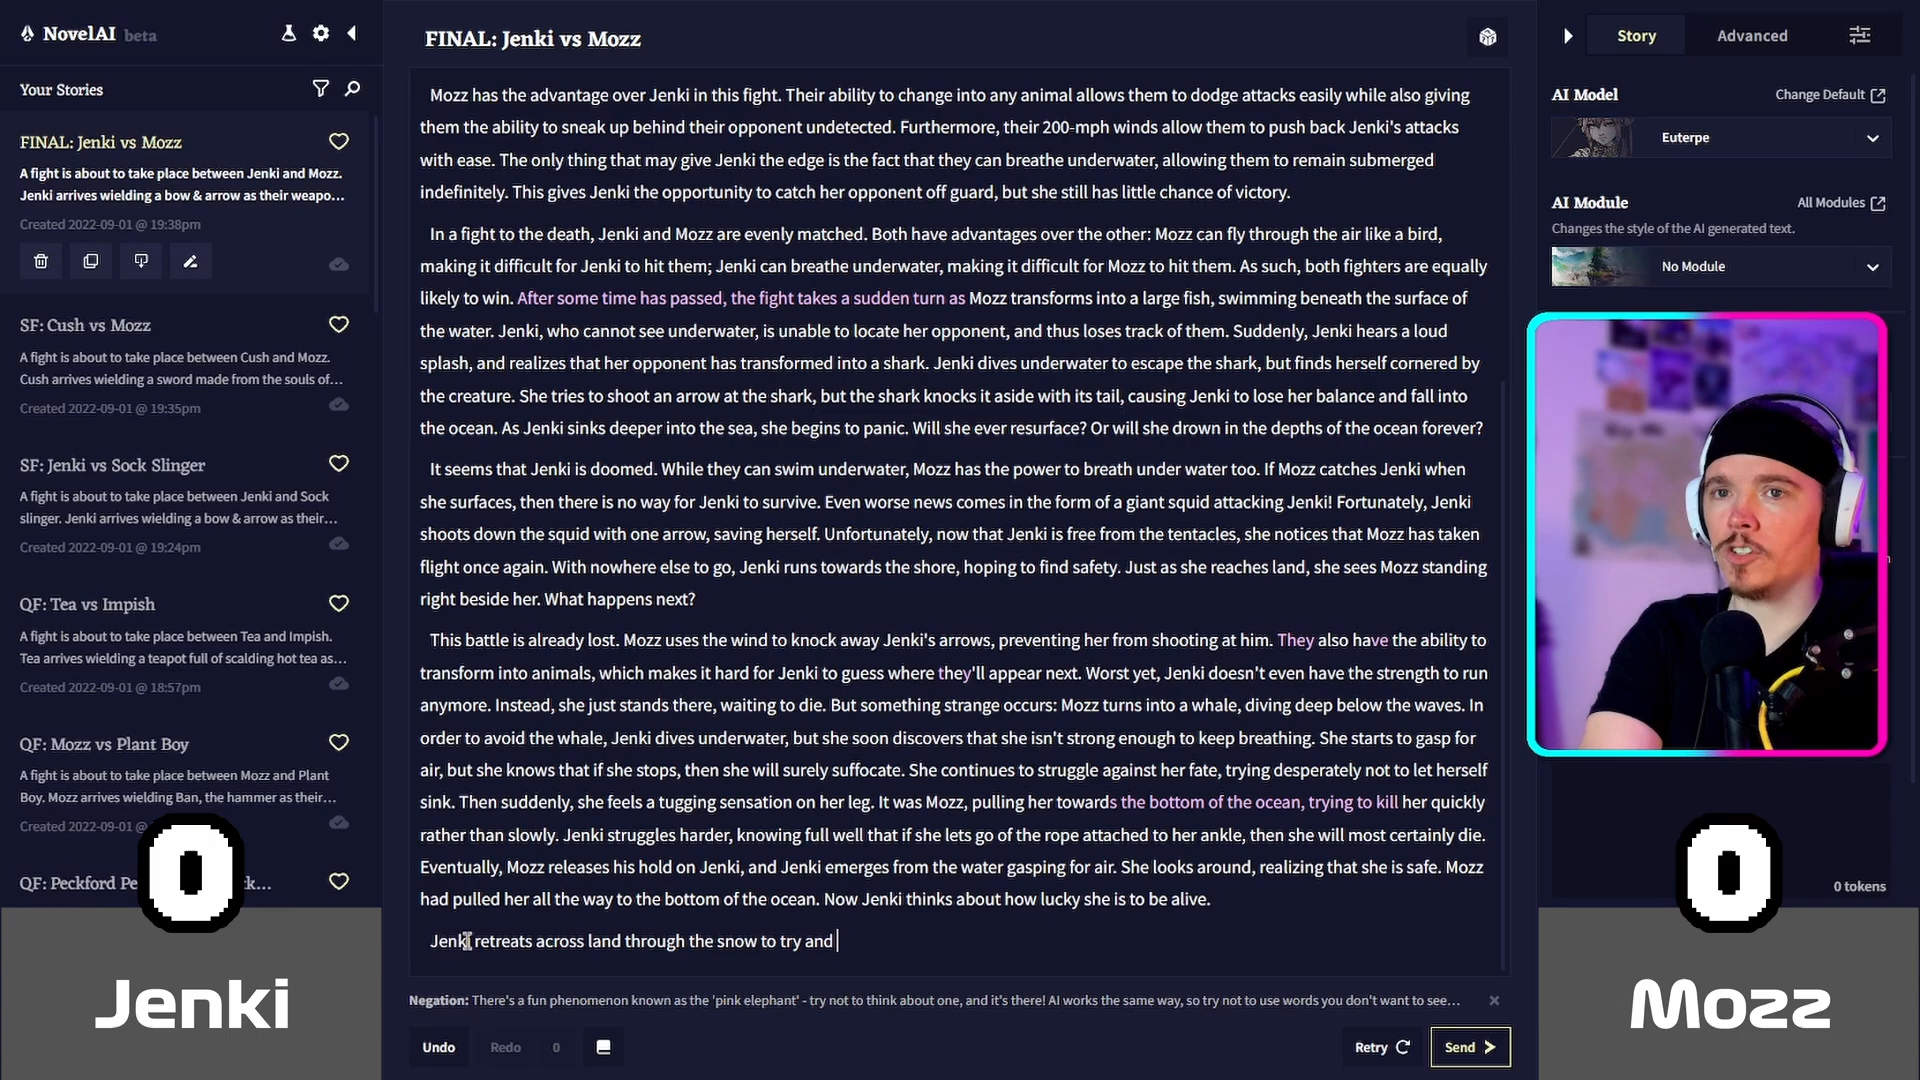 NovelAI beta
Your Stories
FINAL: Jenki vs Mozz
A fight is about to take place between Jenki and Mozz.
Jenki arrives wielding a bow & arrow as their weapo...
Created 2022-09-01 @ 19:38pm
SF: Cush vs Mozz
A fight is about to take place between Cush and Mozz.
Cush arrives wielding a sword made from the souls of...
Created 2022-09-01 @ 19:35pm
SF: Jenki vs Sock Slinger
A fight is about to take place between Jenki and Sock
slinger. Jenki arrives wielding a bow & arrow as their...
Created 2022-09-01 @ 19:24pm
QF: Tea vs Impish
A fight is about to take place between Tea and Impish.
Tea arrives wielding a teapot full of scalding hot tea as...
Created 2022-09-01 @ 18:57pm
QF: Mozz vs Plant Boy
A fight is about to take place between Mozz and Plant
Boy. Mozz arrives wielding Ban, the hammer as their...
Created 2022-09-01 @
QF: Peckford
0
Jenki
FINAL: Jenki vs Mozz
Mozz has the advantage over Jenki in this fight. Their ability to change into any animal allows them to dodge attacks easily while also giving
them the ability to sneak up behind their opponent undetected. Furthermore, their 200-mph winds allow them to push back Jenki's attacks
with ease. The only thing that may give Jenki the edge is the fact that they can breathe underwater, allowing them to remain submerged
indefinitely. This gives Jenki the opportunity to catch her opponent off guard, but she still has little chance of victory.
In a fight to the death, Jenki and Mozz are evenly matched. Both have advantages over the other: Mozz can fly through the air like a bird,
making it difficult for Jenki to hit them; Jenki can breathe underwater, making it difficult for Mozz to hit them. As such, both fighters are equally
likely to win. After some time has passed, the fight takes a sudden turn as Mozz transforms into a large fish, swimming beneath the surface of
the water. Jenki, who cannot see underwater, is unable to locate her opponent, and thus loses track of them. Suddenly, Jenki hears a loud
splash, and realizes that her opponent has transformed into a shark. Jenki dives underwater to escape the shark, but finds herself cornered by
the creature. She tries to shoot an arrow at the shark, but the shark knocks it aside with its tail, causing Jenki to lose her balance and fall into
the ocean. As Jenki sinks deeper into the sea, she begins to panic. Will she ever resurface? Or will she drown in the depths of the ocean forever?
It seems that Jenki is doomed. While they can swim underwater, Mozz has the power to breath under water too. If Mozz catches Jenki when
she surfaces, then there is no way for Jenki to survive. Even worse news comes in the form of a giant squid attacking Jenki! Fortunately, Jenki
shoots down the squid with one arrow, saving herself. Unfortunately, now that Jenki is free from the tentacles, she notices that Mozz has taken
flight once again. With nowhere else to go, Jenki runs towards the shore, hoping to find safety. Just as she reaches land, she sees Mozz standing
right beside her. What happens next?
This battle is already lost. Mozz uses the wind to knock away Jenki's arrows, preventing her from shooting at him. They also have the ability to
transform into animals, which makes it hard for Jenki to guess where they'll appear next. Worst yet, Jenki doesn't even have the strength to run
anymore. Instead, she just stands there, waiting to die. But something strange occurs: Mozz turns into a whale, diving deep below the waves. In
order to avoid the whale, Jenki dives underwater, but she soon discovers that she isn't strong enough to keep breathing. She starts to gasp for
air, but she knows that if she stops, then she will surely suffocate. She continues to struggle against her fate, trying desperately not to let herself
sink. Then suddenly, she feels a tugging sensation on her leg. It was Mozz, pulling her towards the bottom of the ocean, trying to kill her quickly
rather than slowly. Jenki struggles harder, knowing full well that if she lets go of the rope attached to her ankle, then she will most certainly die.
Eventually, Mozz releases his hold on Jenki, and Jenki emerges from the water gasping for air. She looks around, realizing that she is safe. Mozz
had pulled her all the way to the bottom of the ocean. Now Jenki thinks about how lucky she is to be alive.
Jenki retreats across land through the snow to try and
Negation: There's a fun phenomenon known as the 'pink elephant' - try not to think about one, and it's there! AI works the same way, so try not to use words you don't want to see...
Undo
Redo
0
Retry
Send
Story
Advanced
AI Model
Change Default
Euterpe
AI Module
All Modules
Changes the style of the AI generated text.
No Module
0 tokens
0
Mozz